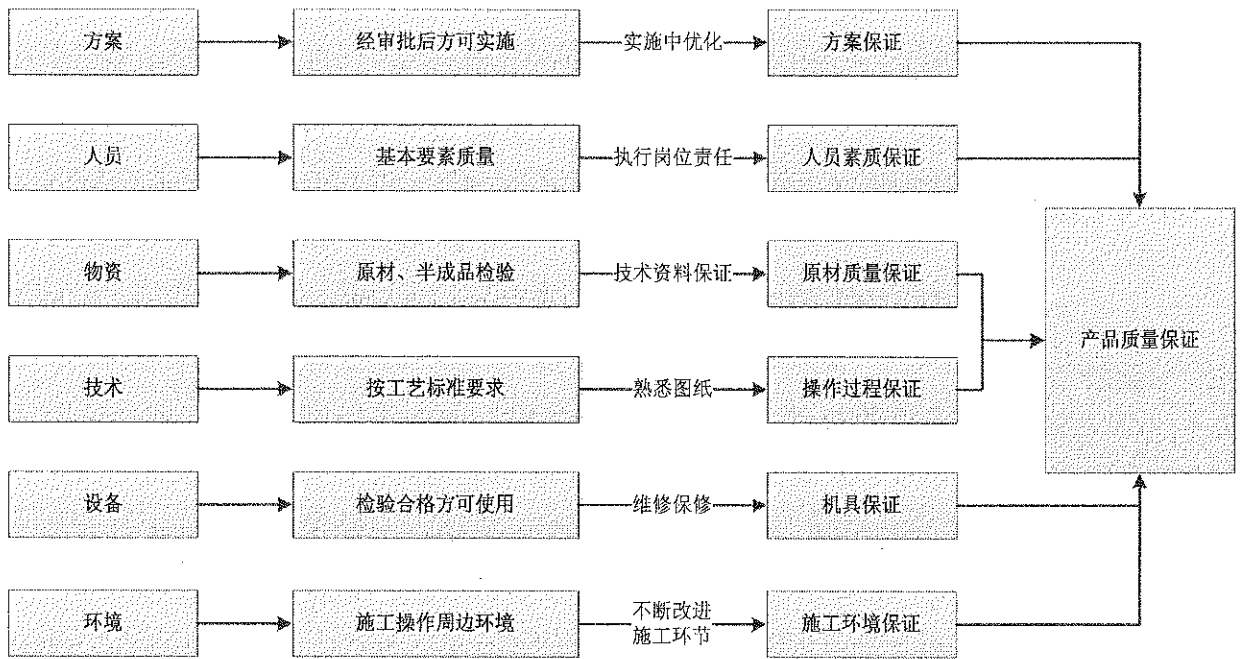 方案
经审批后方可实施
实施中优化
方案保证
人员
基本要素质量
执行岗位责任
人员素质保证
物资
原材、半成品检验
技术资料保证
原材质量保证
产品质量保证
技术
按工艺标准要求
熟悉图纸
操作过程保证
设备
检验合格方可使用
维修保修
机具保证
环境
施工操作周边环境
不断改进
施工环节
施工环境保证